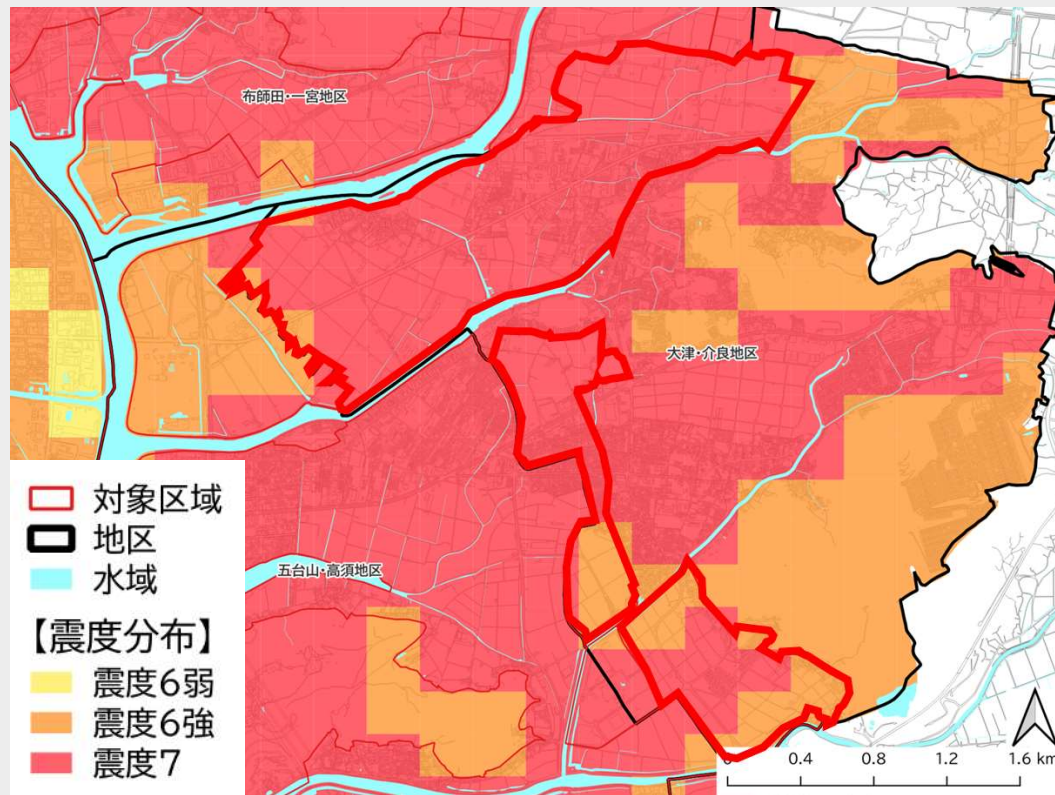 布師田・一宮地区
大津・介良地区
五台山・高須地区
対象区域
地区
水域
【震度分布】
震度6弱
震度6強
震度7
0.4 0.8 1.2 1.6 km